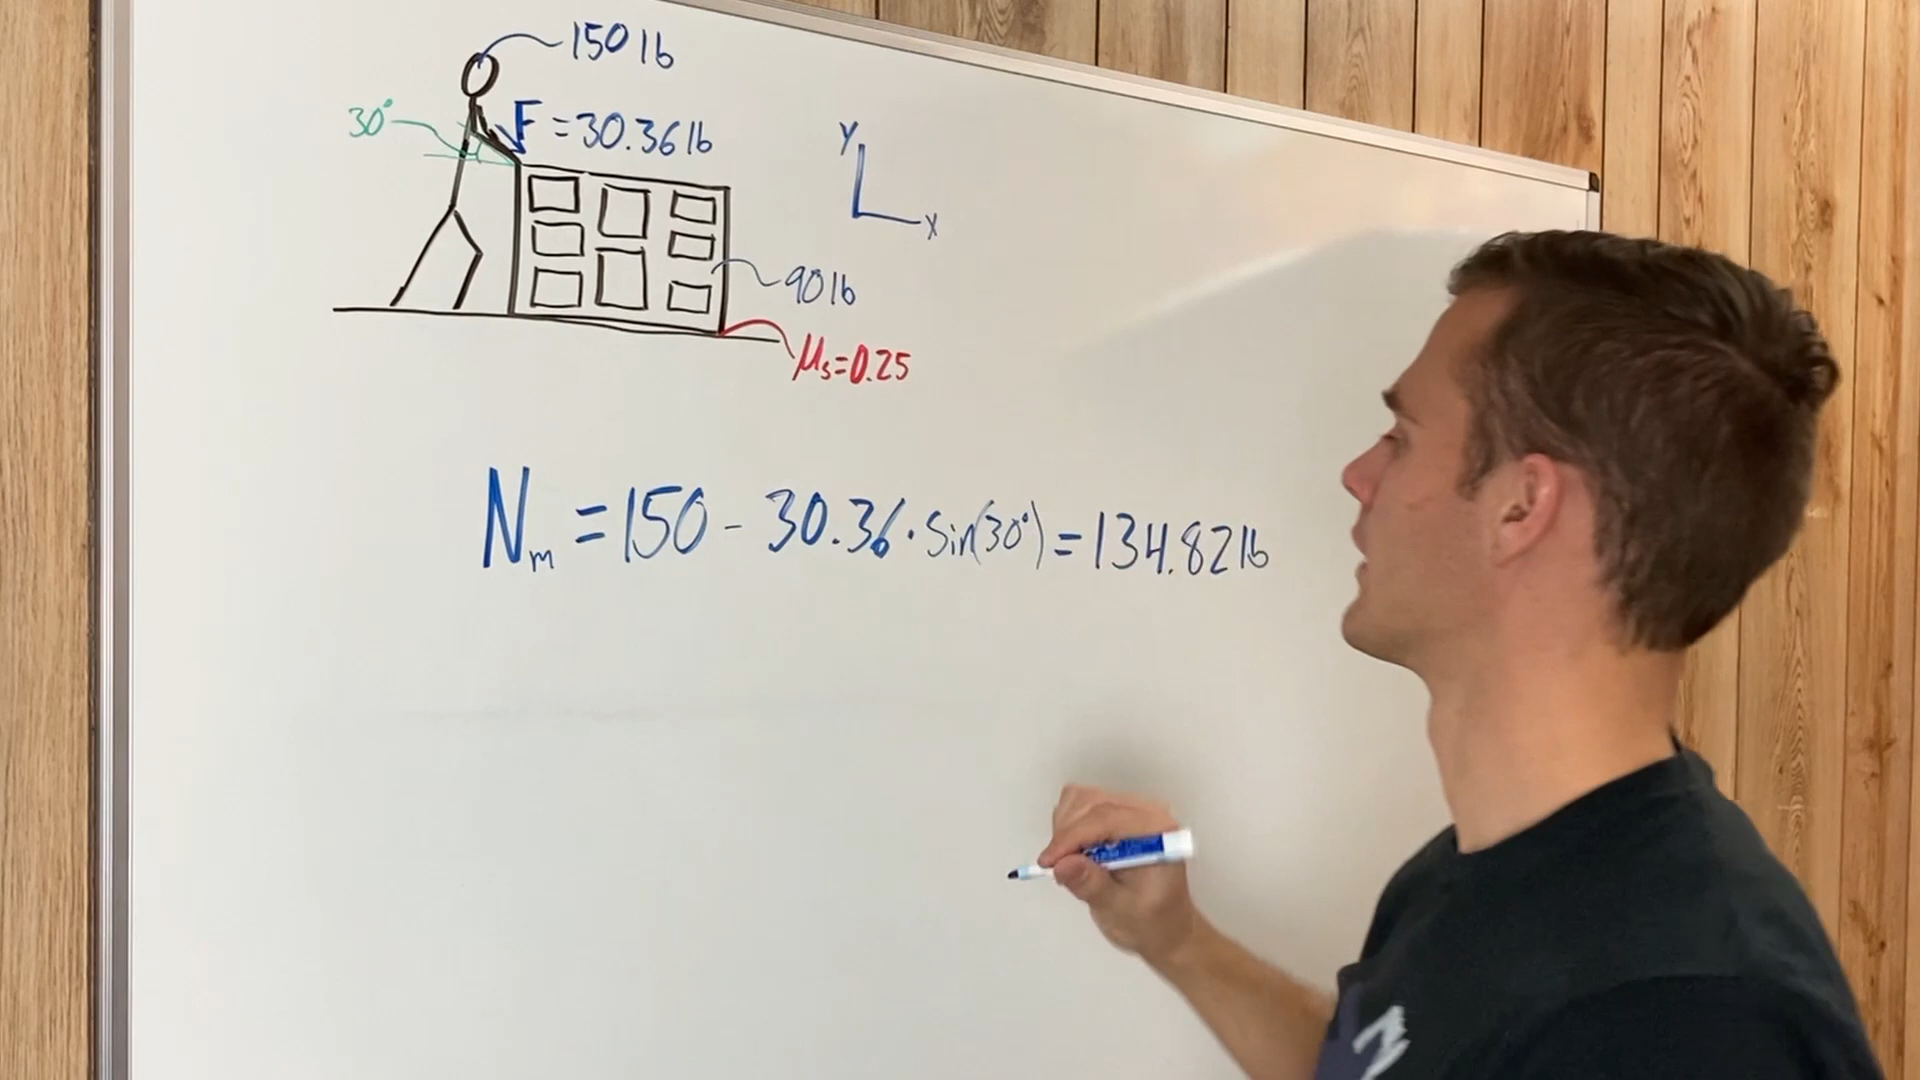 150 lb
30°
F = 30.36 lb
y
x
90 lb
μs = 0.25
Nm = 150 - 30.36 · sin(30°) = 134.82 lb